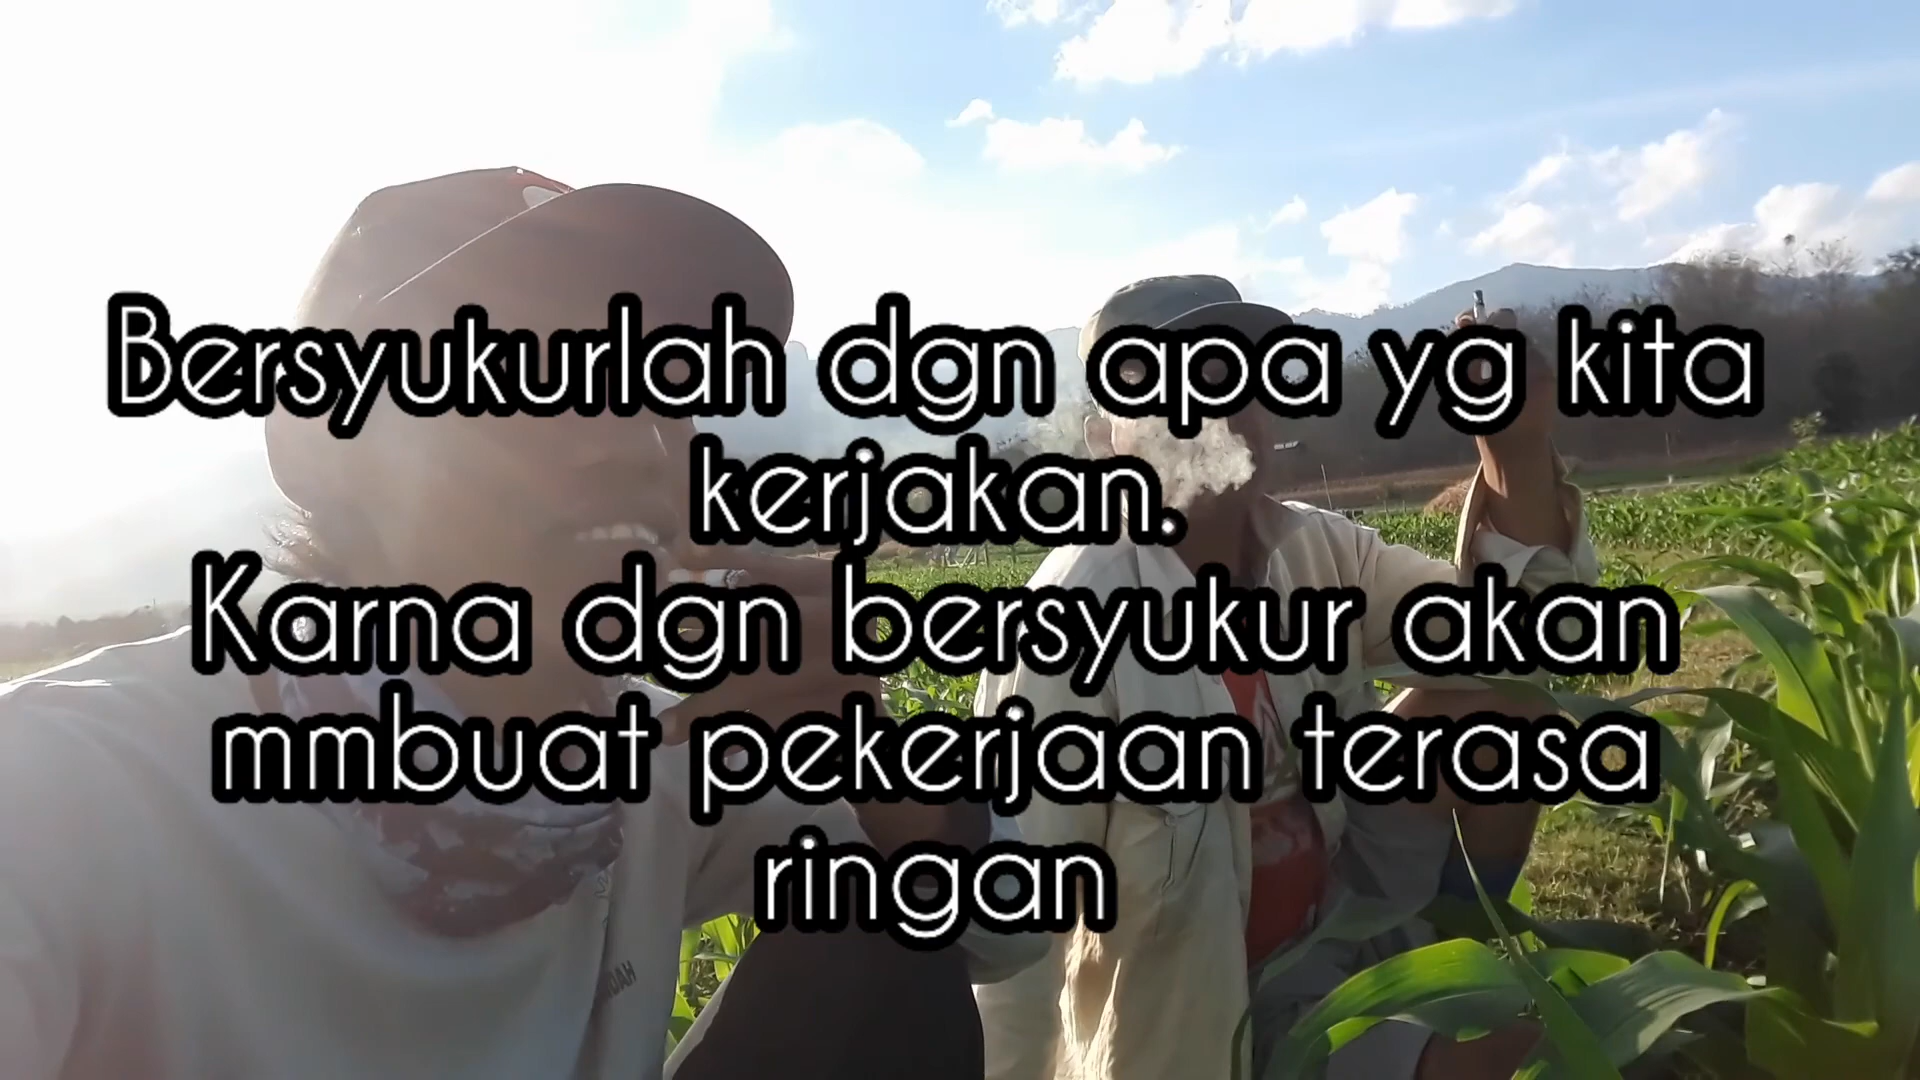 Bersyukurlah dgn apa yg kita
kerjakan.
Karna dgn bersyukur akan
mmbuat pekerjaan terasa
ringan